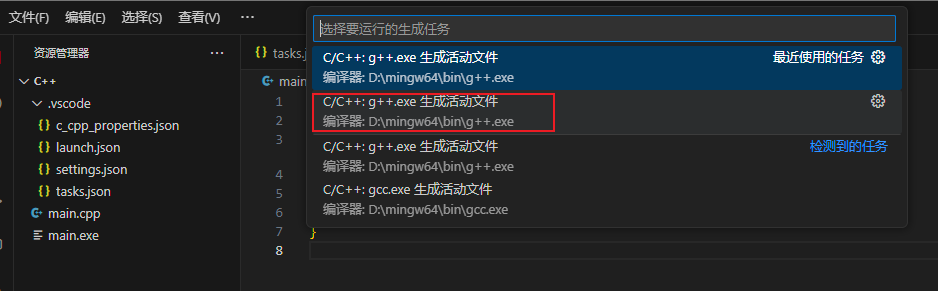 文件(F) 编辑(E) 选择(S) 查看(V) ···
选择要运行的生成任务
C/C++: g++.exe 生成活动文件 最近使用的任务
编译器: D:\mingw64\bin\g++.exe
C/C++: g++.exe 生成活动文件
编译器: D:\mingw64\bin\g++.exe
C/C++: g++.exe 生成活动文件 检测到的任务
编译器: D:\mingw64\bin\g++.exe
C/C++: gcc.exe 生成活动文件
编译器: D:\mingw64\bin\gcc.exe
资源管理器 ···
C++
.vscode
{} c_cpp_properties.json
{} launch.json
{} settings.json
{} tasks.json
main.cpp
main.exe
{} tasks.j
main
1
2
3
4
5
6
7 }
8